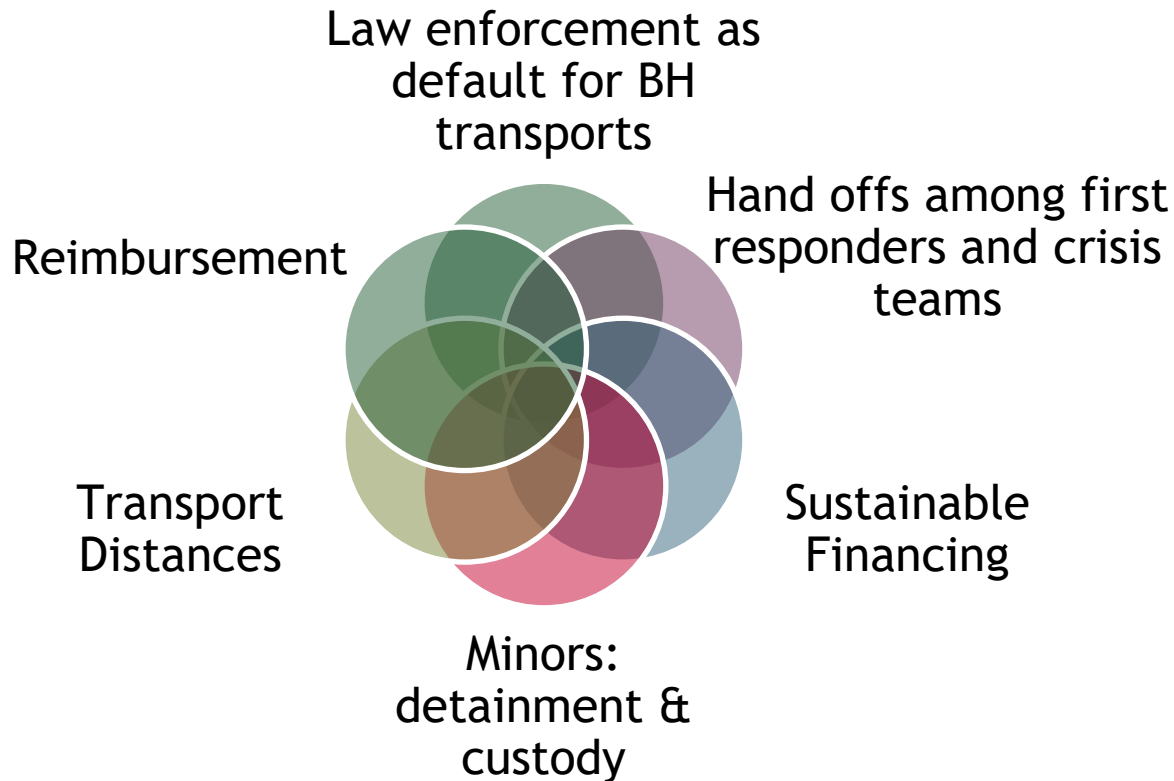 Law enforcement as
default for BH
transports
Hand offs among first
responders and crisis
teams
Sustainable
Financing
Minors:
detainment &
custody
Transport
Distances
Reimbursement